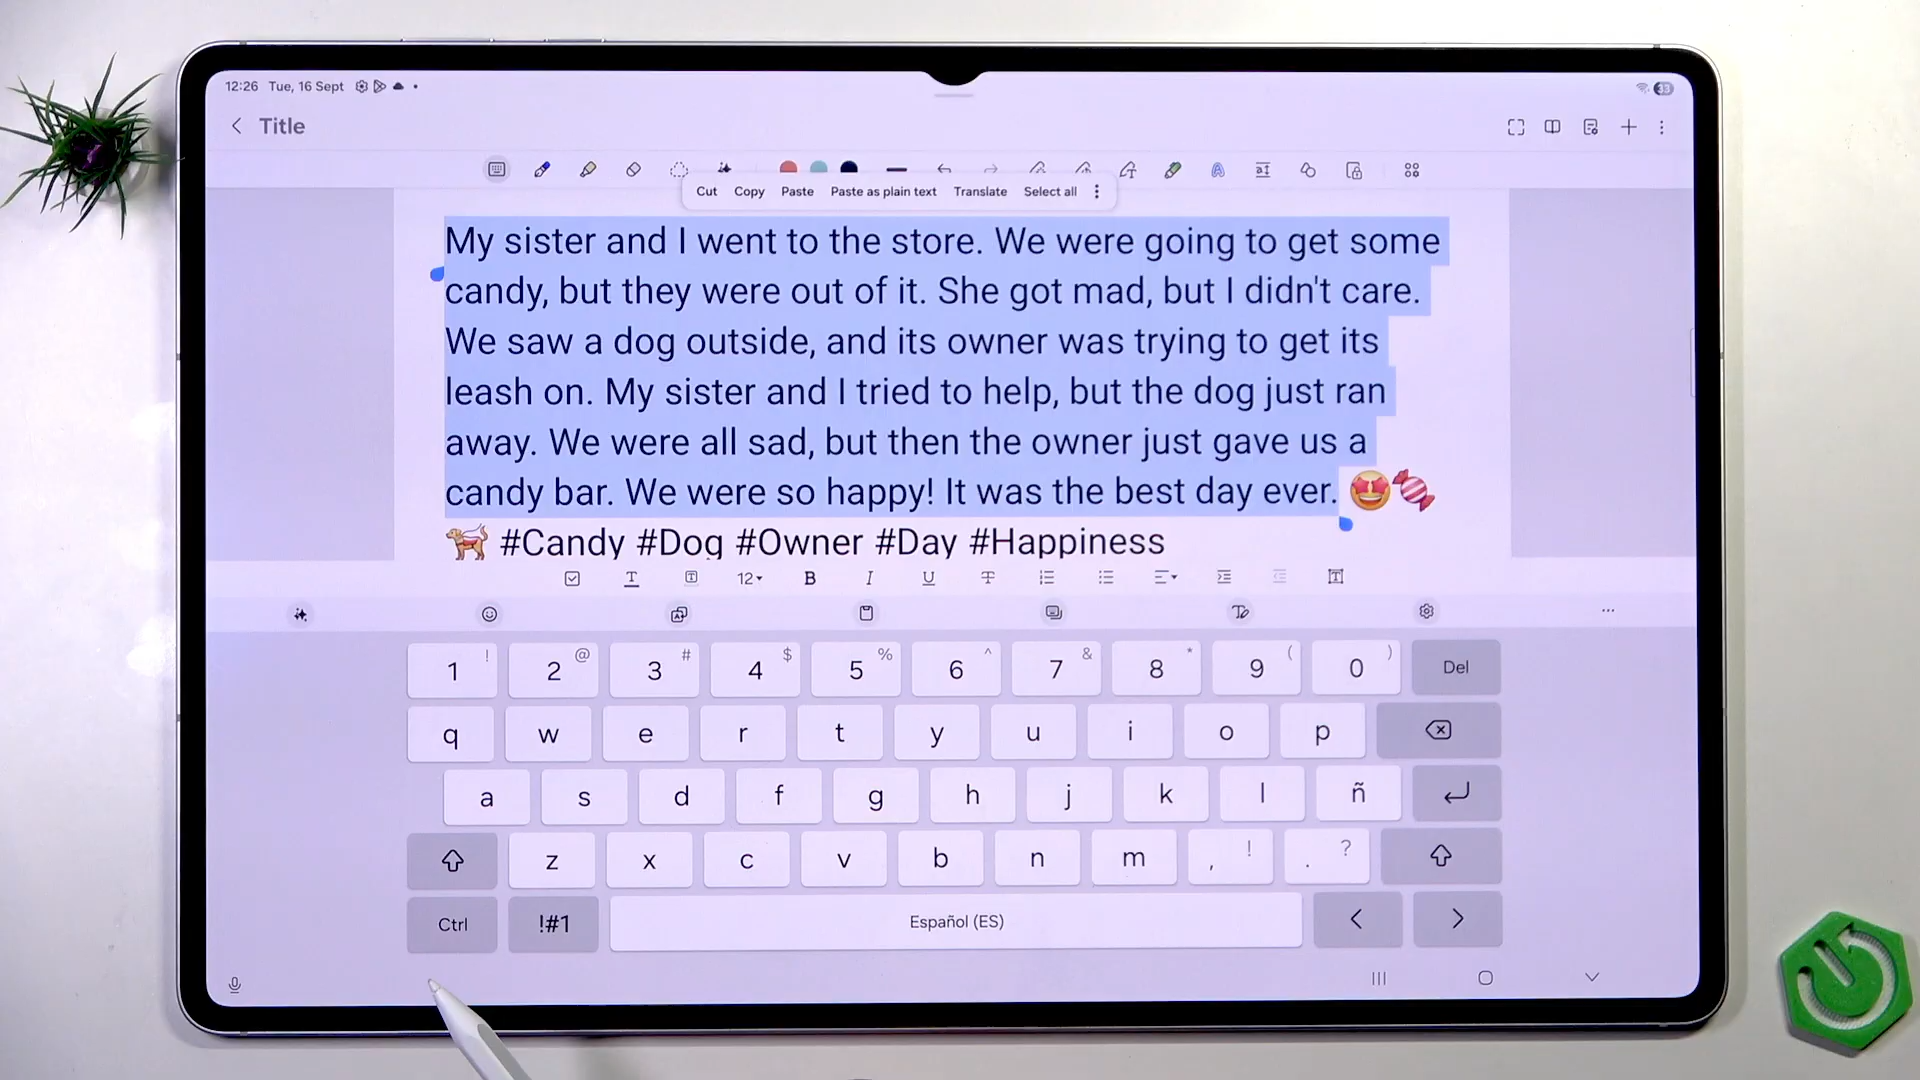 12:26 Tue, 16 Sept
33
Title
Cut Copy Paste Paste as plain text Translate Select all
My sister and I went to the store. We were going to get some
candy, but they were out of it. She got mad, but I didn't care.
We saw a dog outside, and its owner was trying to get its
leash on. My sister and I tried to help, but the dog just ran
away. We were all sad, but then the owner just gave us a
candy bar. We were so happy! It was the best day ever. 🤩🍬
🐕‍🦺 #Candy #Dog #Owner #Day #Happiness
12 B I U T
1 ! 2 @ 3 # 4 $ 5 % 6 ^ 7 & 8 * 9 ( 0 ) Del
q w e r t y u i o p
a s d f g h j k l ñ
z x c v b n m , ! . ?
Ctrl !#1 Español (ES) < >